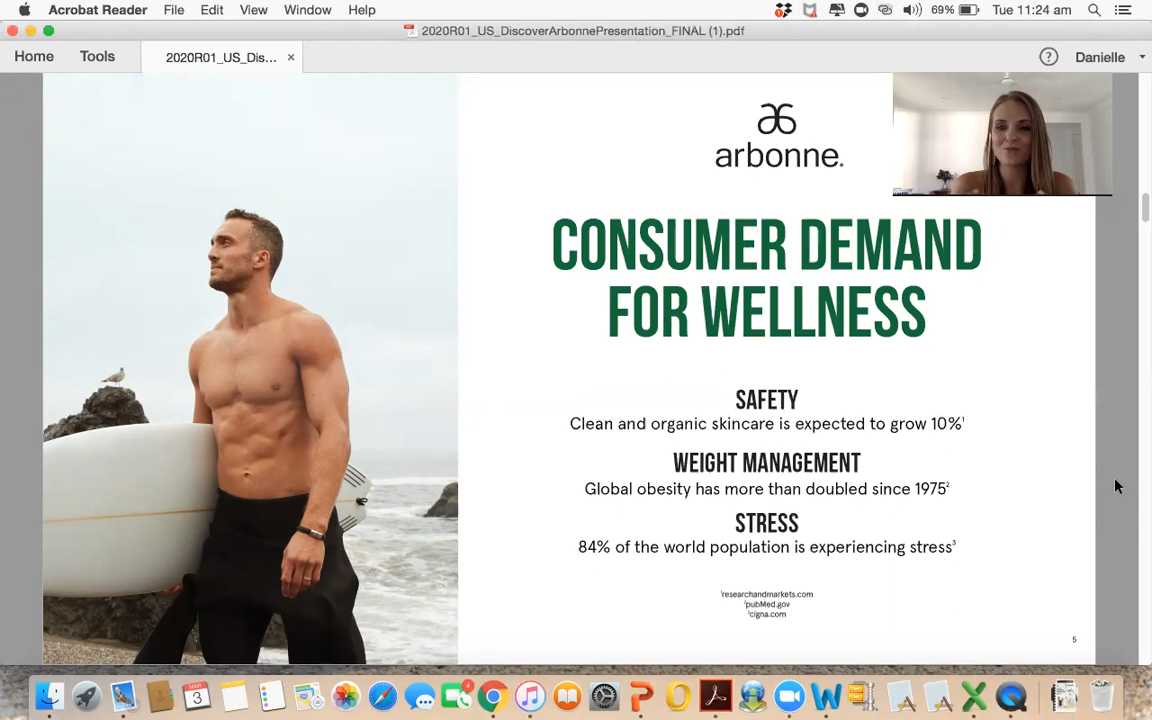 Acrobat Reader File Edit View Window Help 69% Tue 11:24 am
2020R01_US_DiscoverArbonnePresentation_FINAL (1).pdf
Home Tools 2020R01_US_Dis... × ? Danielle
arbonne.
CONSUMER DEMAND
FOR WELLNESS
SAFETY
Clean and organic skincare is expected to grow 10%¹
WEIGHT MANAGEMENT
Global obesity has more than doubled since 1975²
STRESS
84% of the world population is experiencing stress³
¹researchandmarkets.com
²pubMed.gov
³cigna.com
5
MAR
3
4